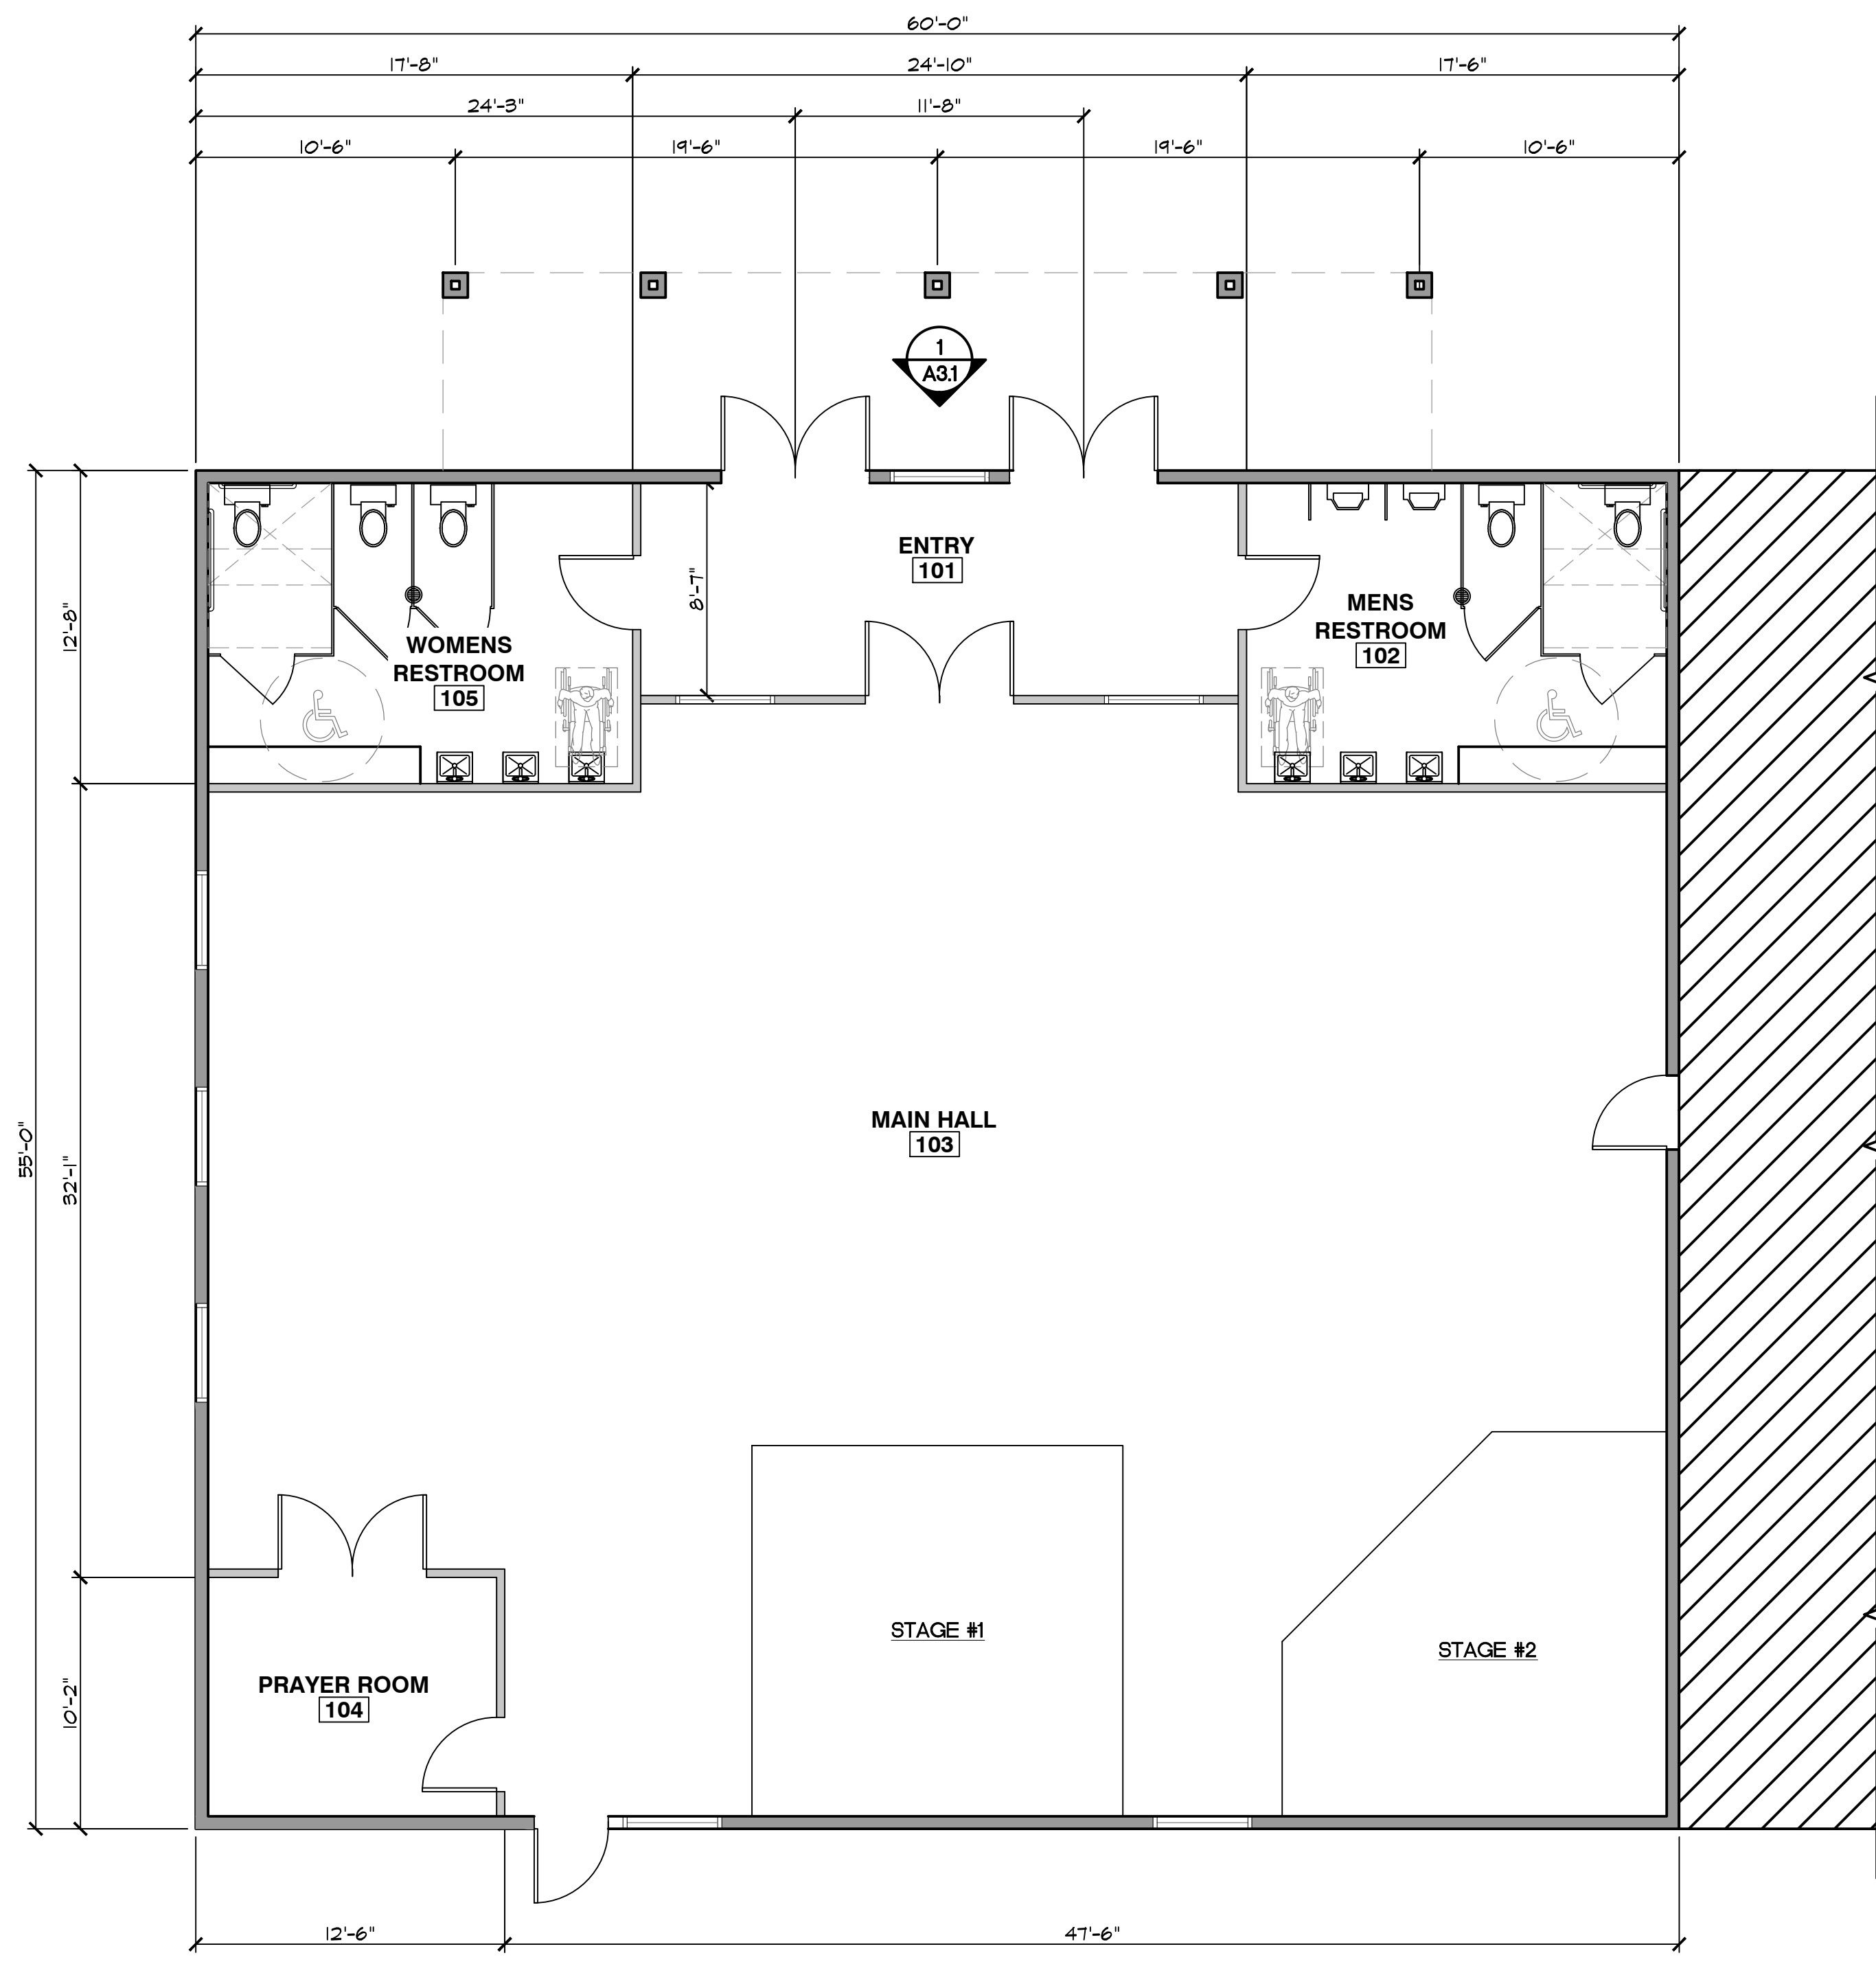 60'-0"
17'-8" 24'-10" 17'-6"
24'-3" 11'-8"
10'-6" 19'-6" 19'-6" 10'-6"
1
A3.1
ENTRY
101
8'-7"
12'-8"
WOMENS
RESTROOM
105
MENS
RESTROOM
102
MAIN HALL
103
55'-0"
32'-1"
STAGE #1
STAGE #2
PRAYER ROOM
104
10'-2"
12'-6" 47'-6"